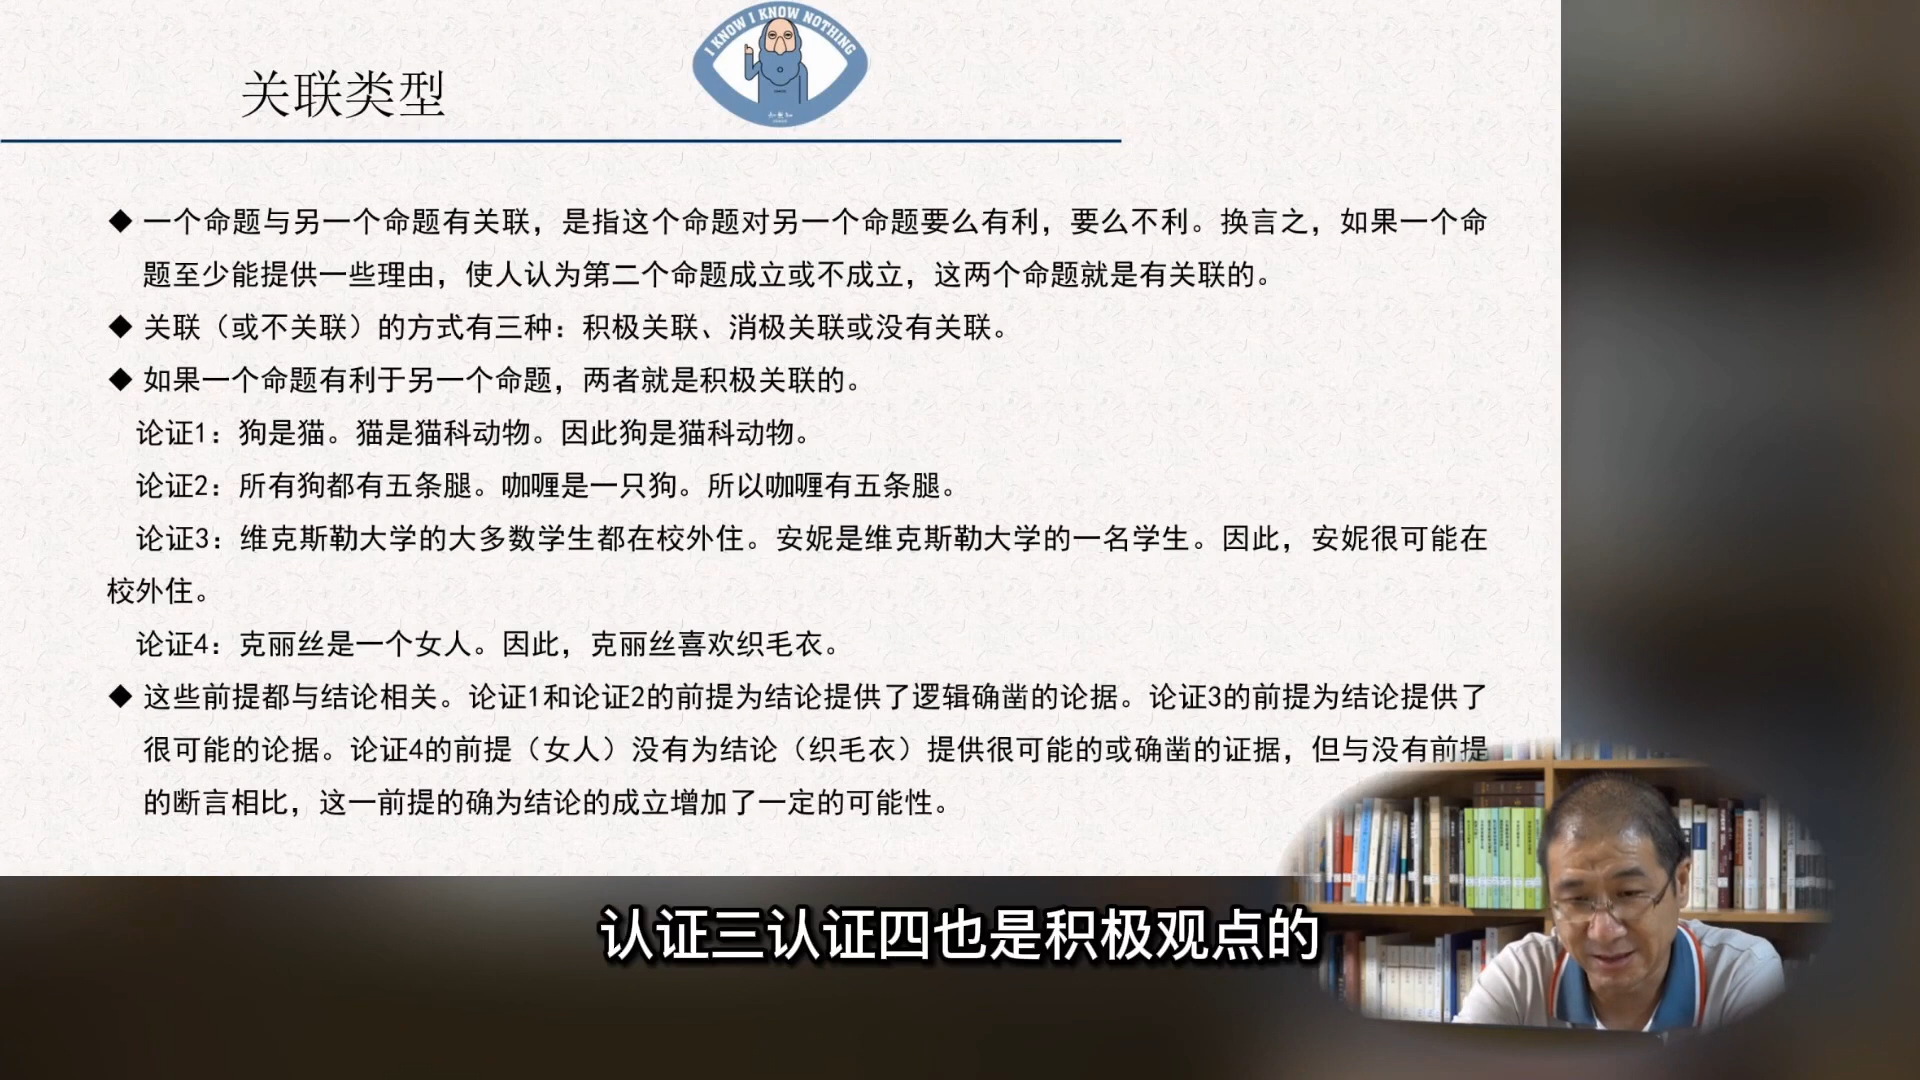 I KNOW I KNOW NOTHING
关联类型
◆ 一个命题与另一个命题有关联，是指这个命题对另一个命题要么有利，要么不利。换言之，如果一个命
题至少能提供一些理由，使人认为第二个命题成立或不成立，这两个命题就是有关联的。
◆ 关联（或不关联）的方式有三种：积极关联、消极关联或没有关联。
◆ 如果一个命题有利于另一个命题，两者就是积极关联的。
论证1：狗是猫。猫是猫科动物。因此狗是猫科动物。
论证2：所有狗都有五条腿。咖喱是一只狗。所以咖喱有五条腿。
论证3：维克斯勒大学的大多数学生都在校外住。安妮是维克斯勒大学的一名学生。因此，安妮很可能在
校外住。
论证4：克丽丝是一个女人。因此，克丽丝喜欢织毛衣。
◆ 这些前提都与结论相关。论证1和论证2的前提为结论提供了逻辑确凿的论据。论证3的前提为结论提供了
很可能的论据。论证4的前提（女人）没有为结论（织毛衣）提供很可能的或确凿的证据，但与没有前提
的断言相比，这一前提的确为结论的成立增加了一定的可能性。
认证三认证四也是积极观点的